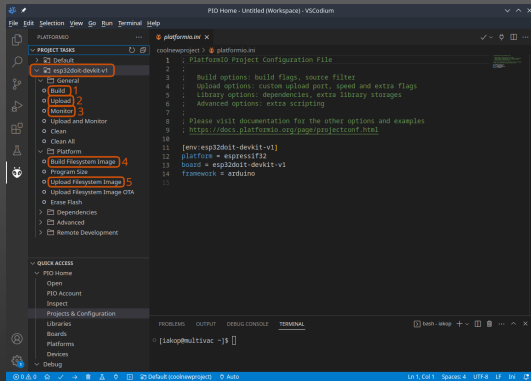 PIO Home - Untitled (Workspace) - VSCodium
File Edit Selection View Go Run Terminal Help
PLATFORMIO
PROJECT TASKS
Default
esp32doit-devkit-v1
General
Build 1
Upload 2
Monitor 3
Upload and Monitor
Clean
Clean All
Platform
Build Filesystem Image 4
Program Size
Upload Filesystem Image 5
Upload Filesystem Image OTA
Erase Flash
Dependencies
Advanced
Remote Development
QUICK ACCESS
PIO Home
Open
PIO Account
Inspect
Projects & Configuration
Libraries
Boards
Platforms
Devices
Debug
platformio.ini
coolnewproject > platformio.ini
1 ; PlatformIO Project Configuration File
2 ;
3 ; Build options: build flags, source filter
4 ; Upload options: custom upload port, speed and extra flags
5 ; Library options: dependencies, extra library storages
6 ; Advanced options: extra scripting
7 ;
8 ; Please visit documentation for the other options and examples
9 ; https://docs.platformio.org/page/projectconf.html
10
11 [env:esp32doit-devkit-v1]
12 platform = espressif32
13 board = esp32doit-devkit-v1
14 framework = arduino
15
PROBLEMS OUTPUT DEBUG CONSOLE TERMINAL
bash - iakop
[iakop@multivac ~]$
0 0 Default (coolnewproject) Auto
Ln 1, Col 1 Spaces: 4 UTF-8 LF Ini